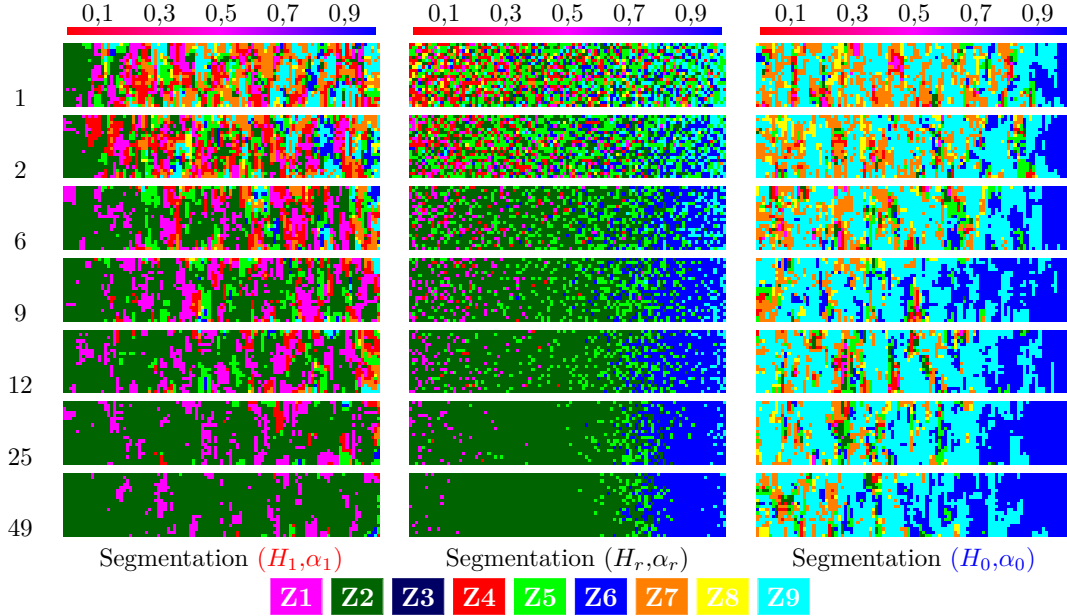 0,1 0,3 0,5 0,7 0,9 0,1 0,3 0,5 0,7 0,9 0,1 0,3 0,5 0,7 0,9
1
2
6
9
12
25
49
Segmentation (H1,α1) Segmentation (Hr,αr) Segmentation (H0,α0)
Z1 Z2 Z3 Z4 Z5 Z6 Z7 Z8 Z9